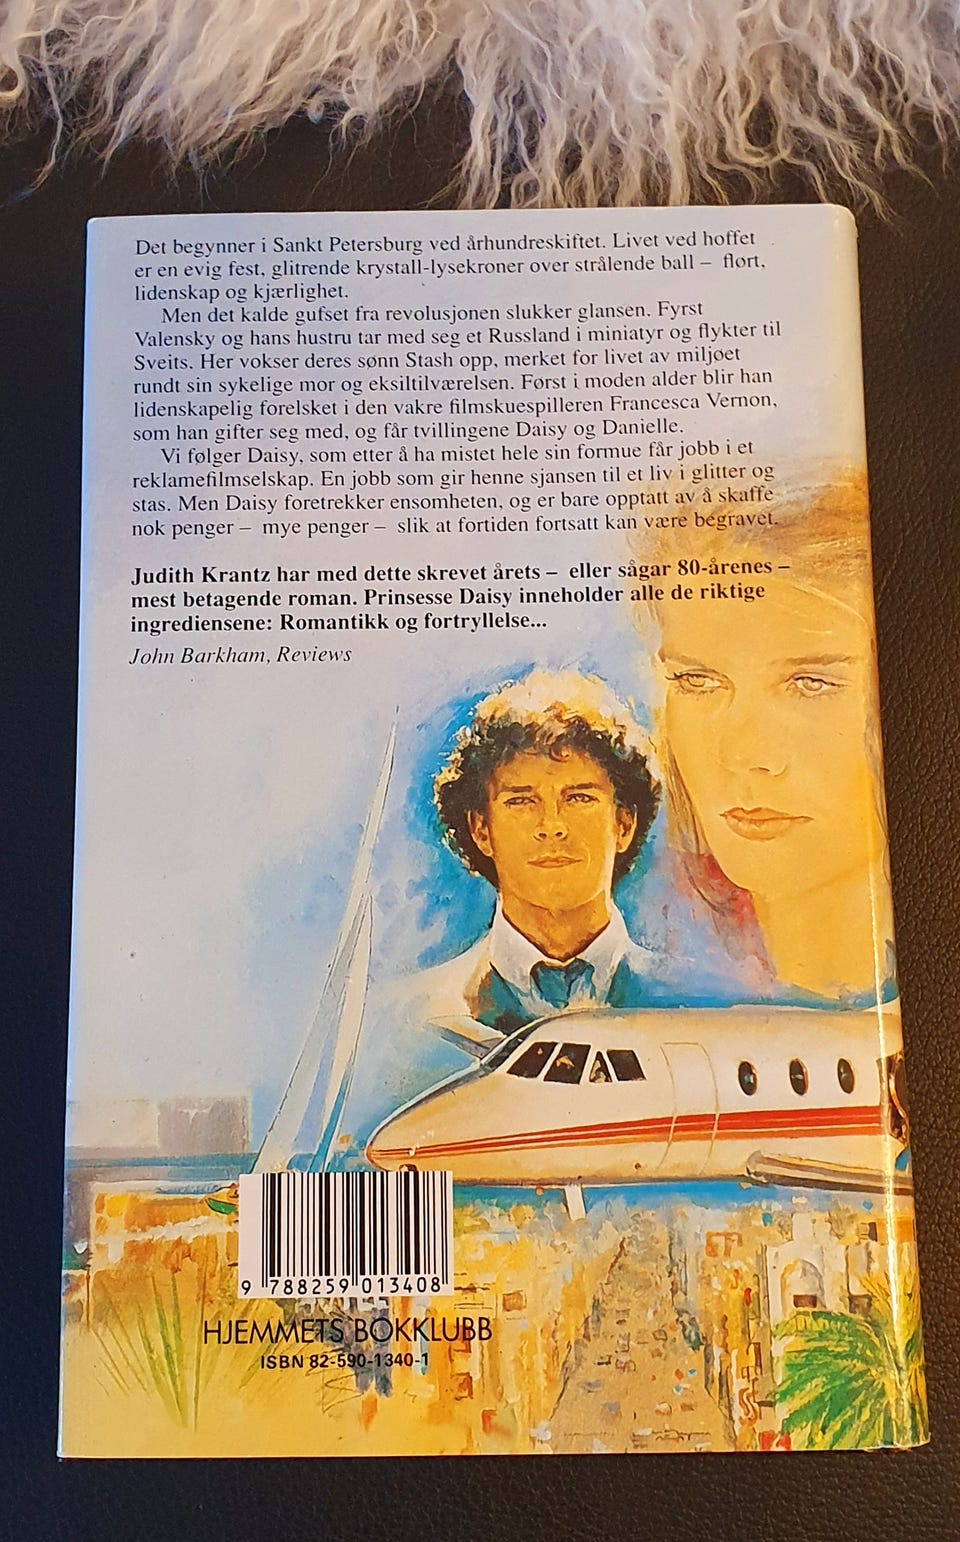 Det begynner i Sankt Petersburg ved århundreskiftet. Livet ved hoffet
er en evig fest, glitrende krystall-lysekroner over strålende ball – flørt,
lidenskap og kjærlighet.
Men det kalde gufset fra revolusjonen slukker glansen. Fyrst
Valensky og hans hustru tar med seg et Russland i miniatyr og flykter til
Sveits. Her vokser deres sønn Stash opp, merket for livet av miljøet
rundt sin sykelige mor og eksiltilværelsen. Først i moden alder blir han
lidenskapelig forelsket i den vakre filmskuespilleren Francesca Vernon,
som han gifter seg med, og får tvillingene Daisy og Danielle.
Vi følger Daisy, som etter å ha mistet hele sin formue får jobb i et
reklamefilmselskap. En jobb som gir henne sjansen til et liv i glitter og
stas. Men Daisy foretrekker ensomheten, og er bare opptatt av å skaffe
nok penger – mye penger – slik at fortiden fortsatt kan være begravet.
Judith Krantz har med dette skrevet årets – eller sågar 80-årenes –
mest betagende roman. Prinsesse Daisy inneholder alle de riktige
ingrediensene: Romantikk og fortryllelse...
John Barkham, Reviews
9 788259 013408
HJEMMETS BOKKLUBB
ISBN 82-590-1340-1